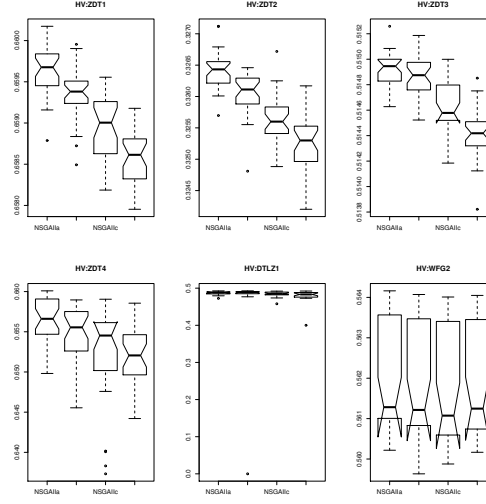 HV:ZDT1
0.6600
0.6595
0.6590
0.6585
0.6580
NSGAIIa
NSGAIIc
HV:ZDT2
0.3270
0.3265
0.3260
0.3255
0.3250
0.3245
NSGAIIa
NSGAIIc
HV:ZDT3
0.5152
0.5150
0.5148
0.5146
0.5144
0.5142
0.5140
0.5138
NSGAIIa
NSGAIIc
HV:ZDT4
0.660
0.655
0.650
0.645
0.640
NSGAIIa
NSGAIIc
HV:DTLZ1
0.5
0.4
0.3
0.2
0.1
0.0
NSGAIIa
NSGAIIc
HV:WFG2
0.564
0.563
0.562
0.561
0.560
NSGAIIa
NSGAIIc